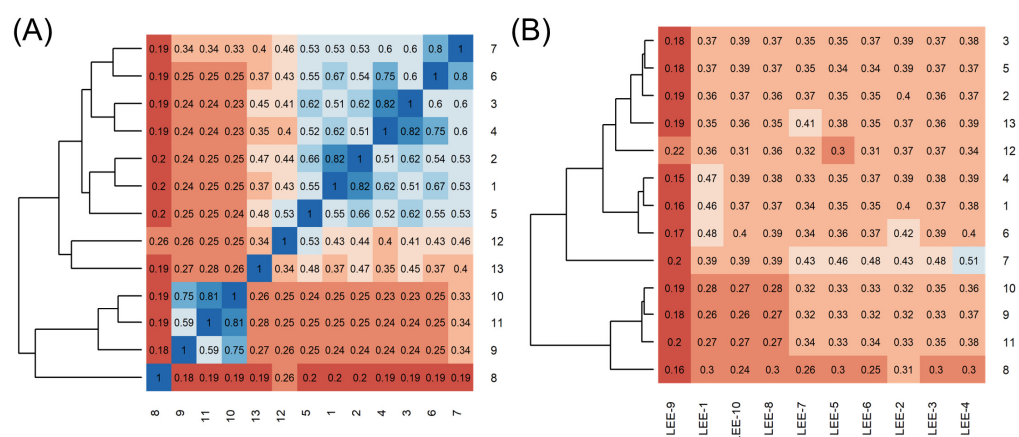 (A)
0.19 0.34 0.34 0.33 0.4 0.46 0.53 0.53 0.53 0.6 0.6 0.8 1 7
0.19 0.25 0.25 0.25 0.37 0.43 0.55 0.67 0.54 0.75 0.6 1 0.8 6
0.19 0.24 0.24 0.23 0.45 0.41 0.62 0.51 0.62 0.82 1 0.6 0.6 3
0.19 0.24 0.24 0.23 0.35 0.4 0.52 0.62 0.51 1 0.82 0.75 0.6 4
0.2 0.24 0.25 0.25 0.47 0.44 0.66 0.82 1 0.51 0.62 0.54 0.53 2
0.2 0.24 0.25 0.25 0.37 0.43 0.55 1 0.82 0.62 0.51 0.67 0.53 1
0.2 0.25 0.25 0.24 0.48 0.53 1 0.55 0.66 0.52 0.62 0.55 0.53 5
0.26 0.26 0.25 0.25 0.34 1 0.53 0.43 0.44 0.4 0.41 0.43 0.46 12
0.19 0.27 0.28 0.26 1 0.34 0.48 0.37 0.47 0.35 0.45 0.37 0.4 13
0.19 0.75 0.81 1 0.26 0.25 0.24 0.25 0.25 0.23 0.23 0.25 0.33 10
0.19 0.59 1 0.81 0.28 0.25 0.25 0.25 0.25 0.24 0.24 0.25 0.34 11
0.18 1 0.59 0.75 0.27 0.26 0.25 0.24 0.24 0.24 0.24 0.25 0.34 9
1 0.18 0.19 0.19 0.19 0.26 0.2 0.2 0.2 0.19 0.19 0.19 0.19 8
8 9 11 10 13 12 5 1 2 4 3 6 7
(B)
0.18 0.37 0.39 0.37 0.35 0.35 0.37 0.39 0.37 0.38 3
0.18 0.37 0.39 0.37 0.35 0.34 0.34 0.39 0.37 0.37 5
0.19 0.36 0.37 0.36 0.37 0.35 0.35 0.4 0.36 0.37 2
0.19 0.35 0.36 0.35 0.41 0.38 0.35 0.37 0.36 0.39 13
0.22 0.36 0.31 0.36 0.32 0.3 0.31 0.37 0.37 0.34 12
0.15 0.47 0.39 0.38 0.33 0.35 0.37 0.39 0.38 0.39 4
0.16 0.46 0.37 0.37 0.34 0.35 0.35 0.4 0.37 0.38 1
0.17 0.48 0.4 0.39 0.34 0.36 0.37 0.42 0.39 0.4 6
0.2 0.39 0.39 0.39 0.43 0.46 0.48 0.43 0.48 0.51 7
0.19 0.28 0.27 0.28 0.32 0.33 0.33 0.32 0.35 0.36 10
0.18 0.26 0.26 0.27 0.32 0.33 0.32 0.32 0.35 0.37 9
0.2 0.27 0.27 0.27 0.34 0.34 0.33 0.34 0.35 0.38 11
0.16 0.3 0.24 0.3 0.26 0.3 0.25 0.31 0.3 0.3 8
LEE-9 LEE-1 LEE-10 LEE-8 LEE-7 LEE-5 LEE-6 LEE-2 LEE-3 LEE-4